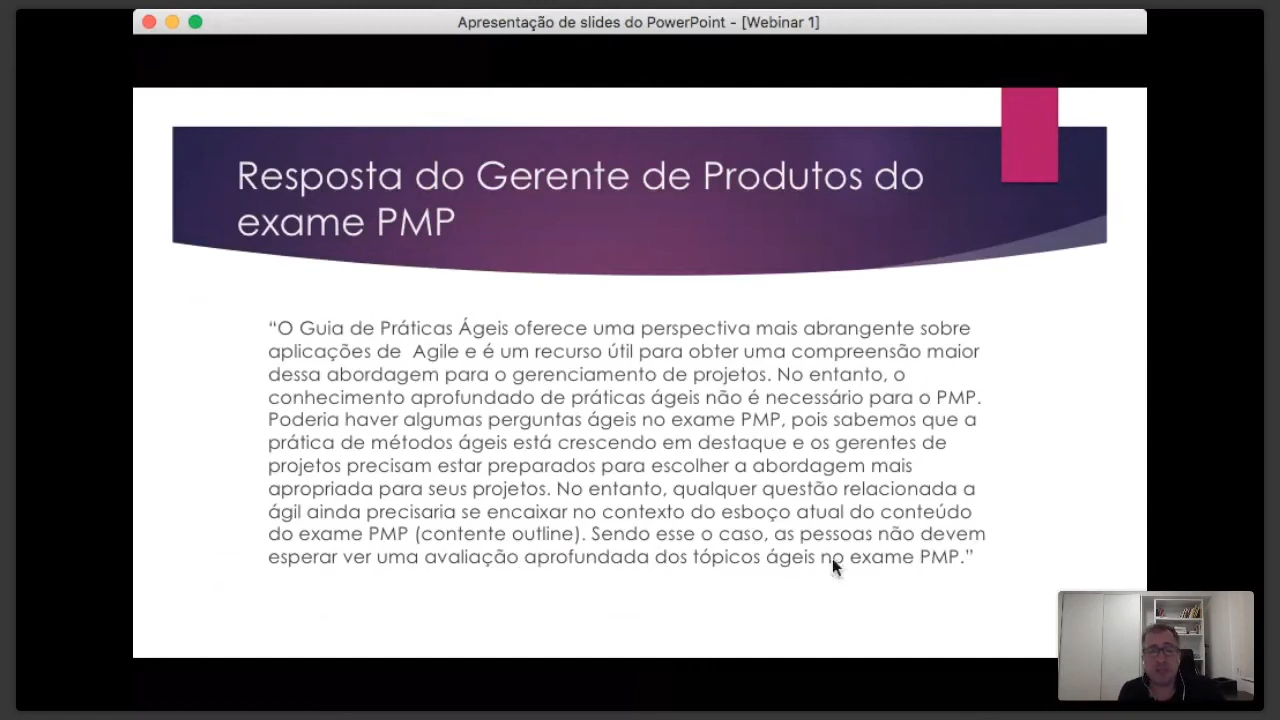 Apresentação de slides do PowerPoint - [Webinar 1]
Resposta do Gerente de Produtos do
exame PMP
“O Guia de Práticas Ágeis oferece uma perspectiva mais abrangente sobre
aplicações de  Agile e é um recurso útil para obter uma compreensão maior
dessa abordagem para o gerenciamento de projetos. No entanto, o
conhecimento aprofundado de práticas ágeis não é necessário para o PMP.
Poderia haver algumas perguntas ágeis no exame PMP, pois sabemos que a
prática de métodos ágeis está crescendo em destaque e os gerentes de
projetos precisam estar preparados para escolher a abordagem mais
apropriada para seus projetos. No entanto, qualquer questão relacionada a
ágil ainda precisaria se encaixar no contexto do esboço atual do conteúdo
do exame PMP (contente outline). Sendo esse o caso, as pessoas não devem
esperar ver uma avaliação aprofundada dos tópicos ágeis no exame PMP.”